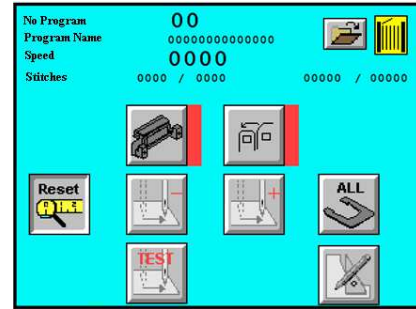 No Program 00
Program Name 00000000000000
Speed 0000
Stitches 0000 / 0000 00000 / 00000
Reset
ALL
TEST